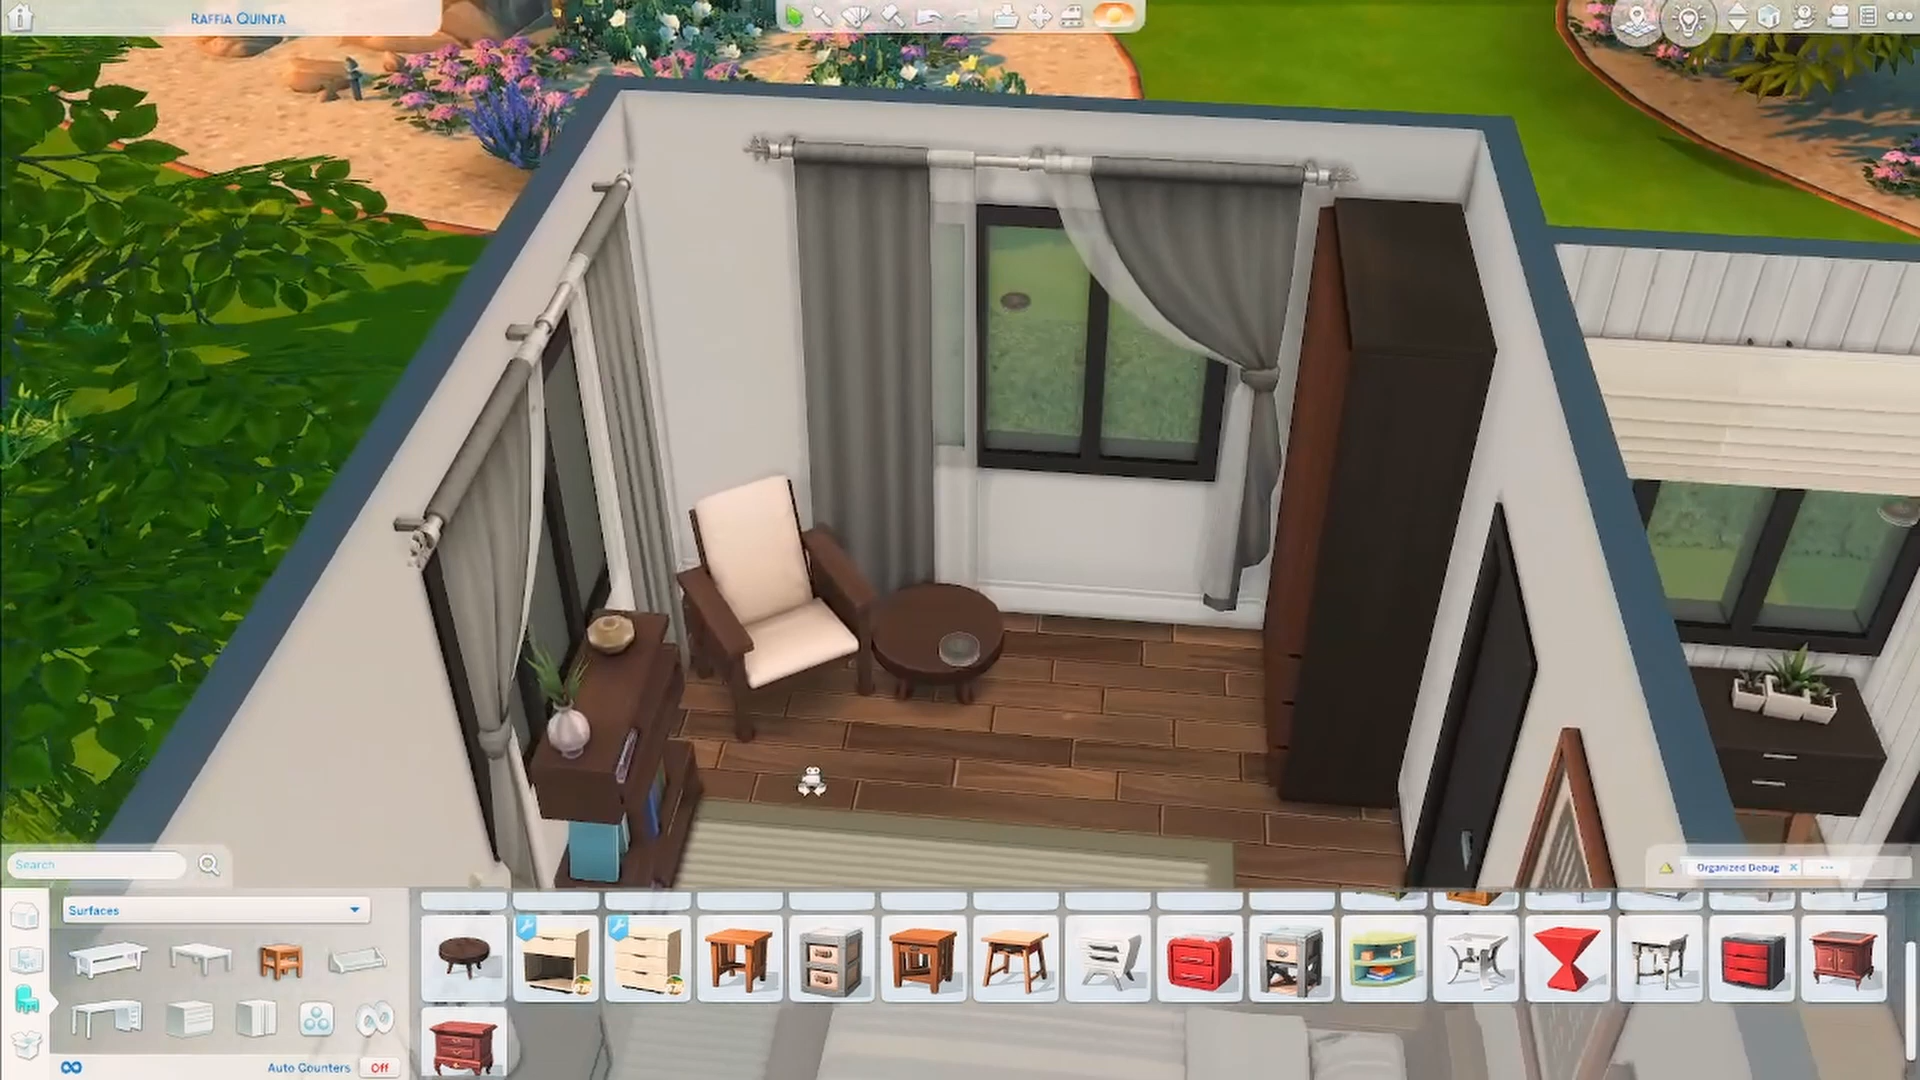 RAFFIA QUINTA
Search
Organized Debug
Surfaces
Auto Counters Off